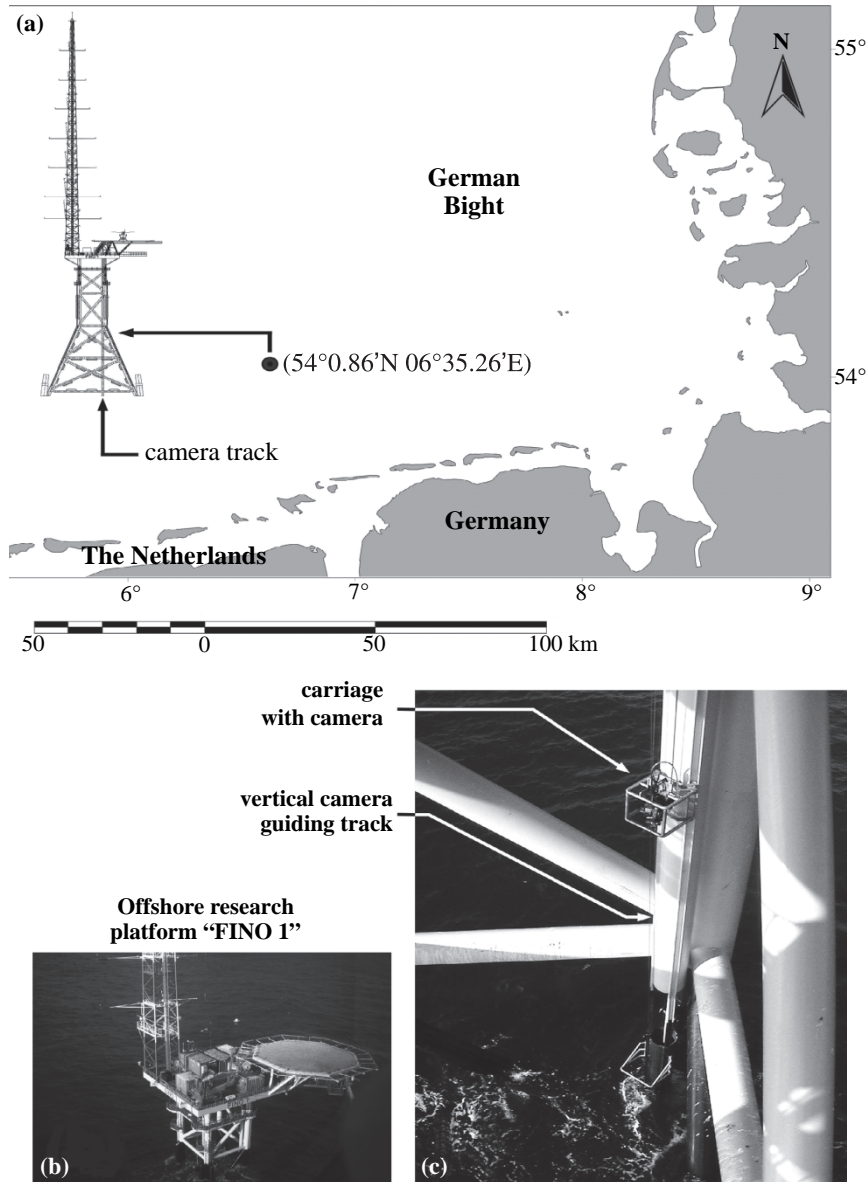 (a)
N
55°
German
Bight
(54°0.86’N 06°35.26’E)
54°
camera track
Germany
The Netherlands
6°
7°
8°
9°
50
0
50
100 km
carriage
with camera
vertical camera
guiding track
Offshore research
platform “FINO 1”
FINO
(b)
(c)